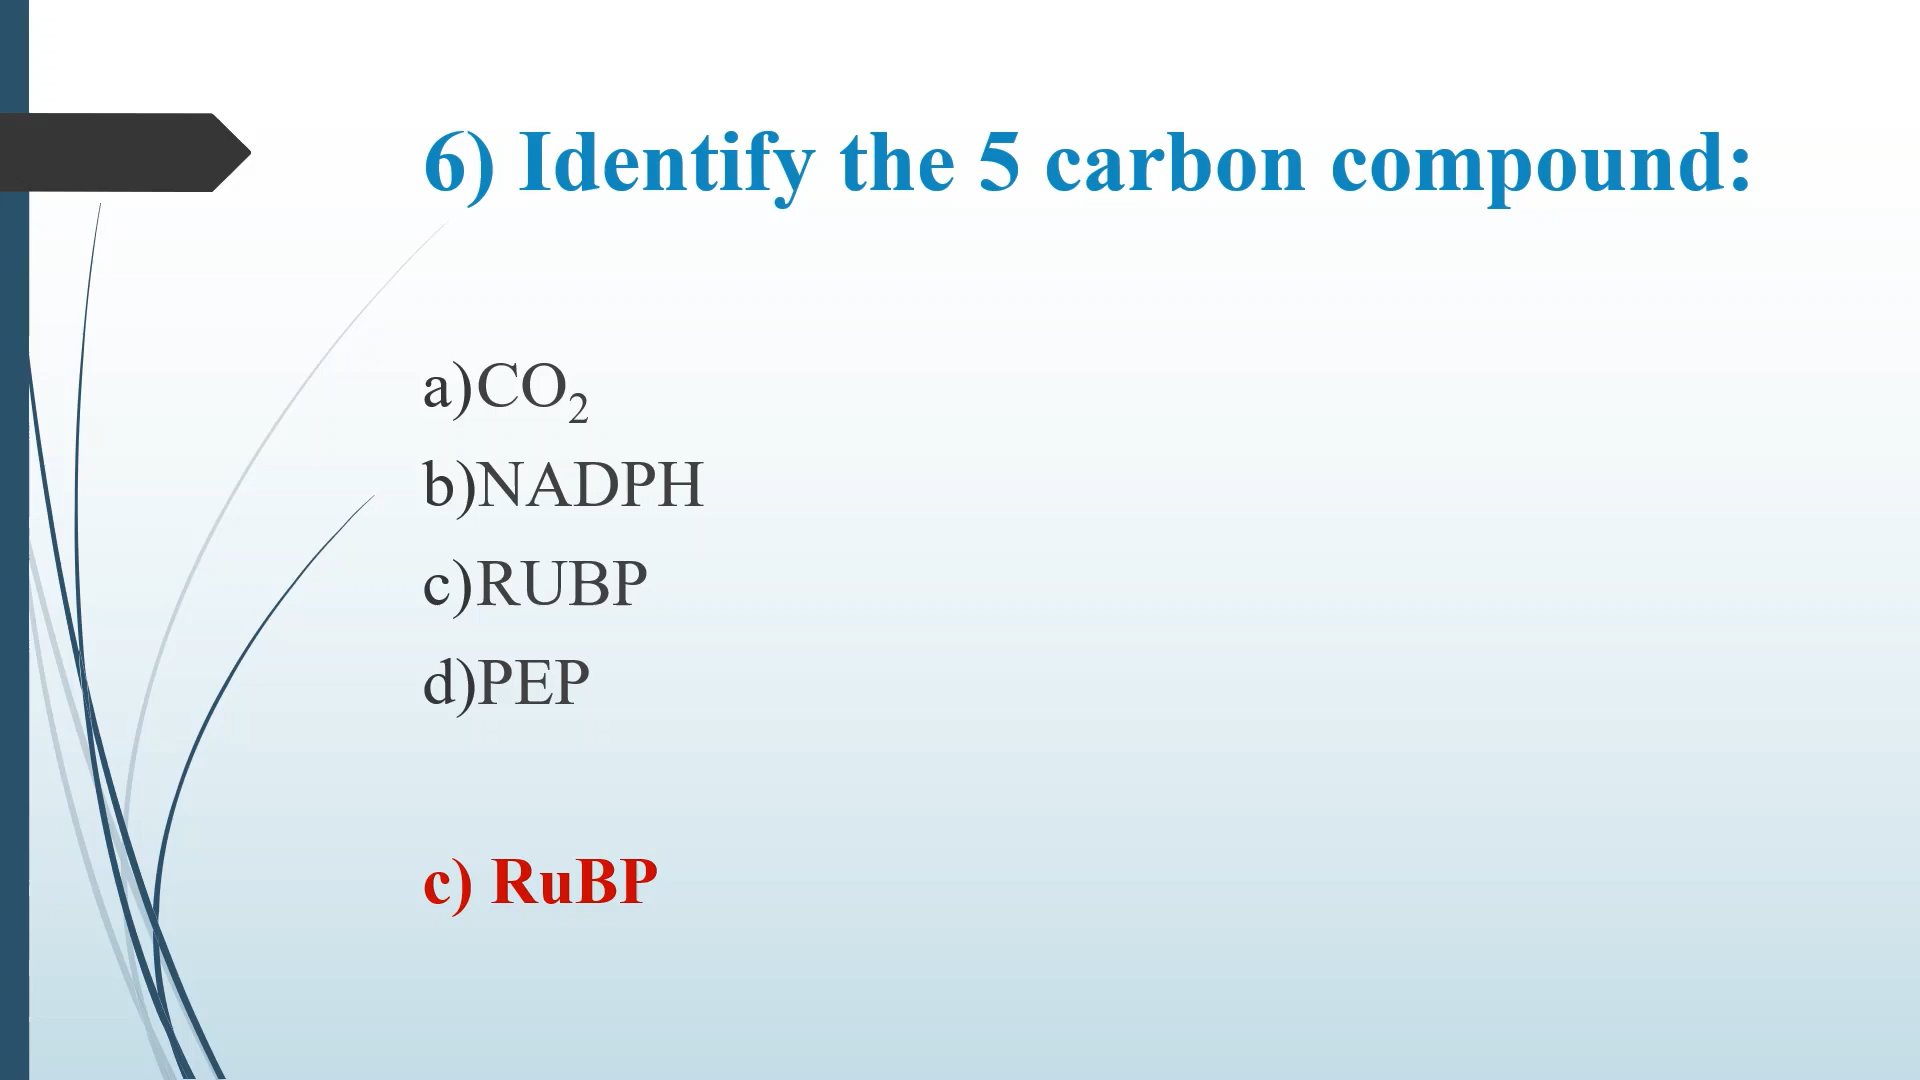 6) Identify the 5 carbon compound:
a)CO₂
b)NADPH
c)RUBP
d)PEP
c) RuBP